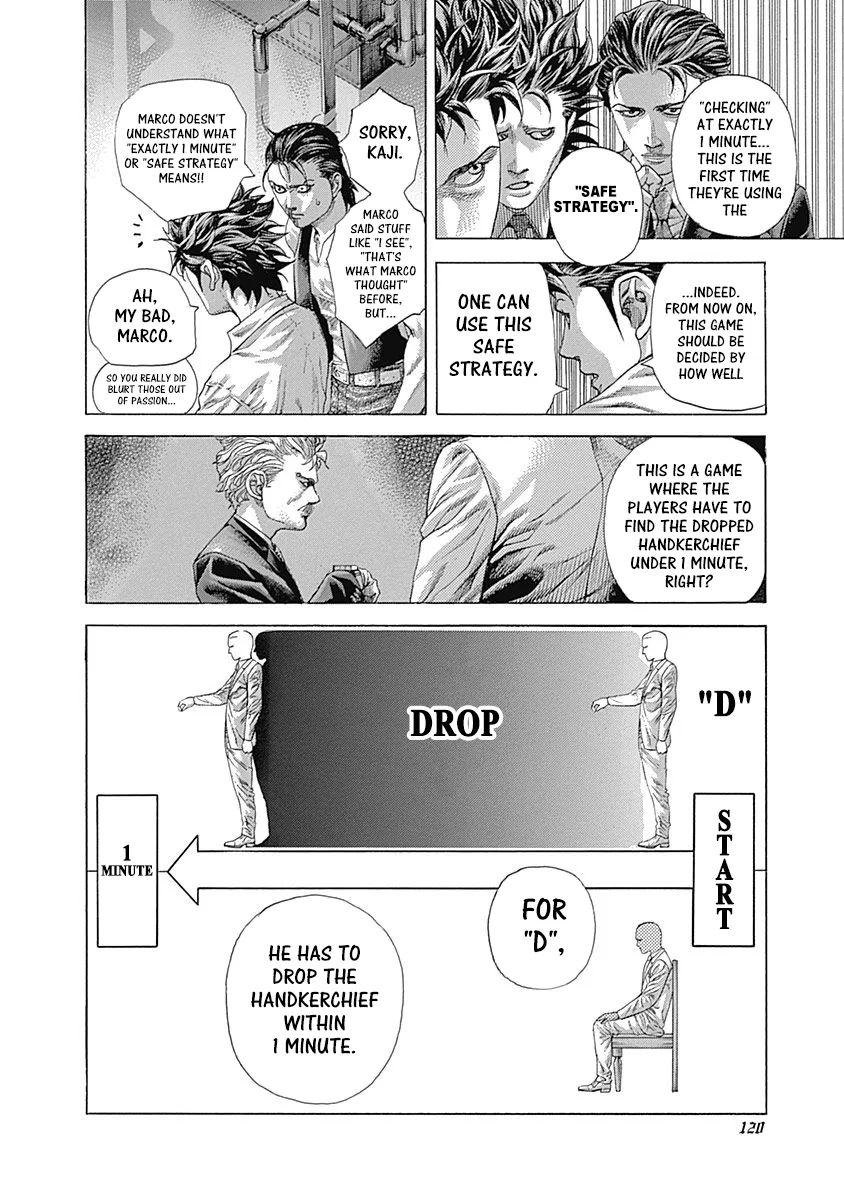 "CHECKING"
AT EXACTLY
1 MINUTE...
THIS IS THE
FIRST TIME
THEY'RE USING
THE
"SAFE
STRATEGY".
SORRY,
KAJI.
MARCO
SAID STUFF
LIKE "I SEE",
"THAT'S
WHAT MARCO
THOUGHT"
BEFORE,
BUT...
MARCO DOESN'T
UNDERSTAND WHAT
"EXACTLY 1 MINUTE"
OR "SAFE STRATEGY"
MEANS!!
AH,
MY BAD,
MARCO.
SO YOU REALLY DID
BLURT THOSE OUT
OF PASSION...
...INDEED.
FROM NOW ON,
THIS GAME
SHOULD BE
DECIDED BY
HOW WELL
ONE CAN
USE THIS
SAFE
STRATEGY.
THIS IS A GAME
WHERE THE
PLAYERS HAVE TO
FIND THE DROPPED
HANDKERCHIEF
UNDER 1 MINUTE,
RIGHT?
"D"
DROP
START
1
MINUTE
FOR
"D",
HE HAS TO
DROP THE
HANDKERCHIEF
WITHIN
1 MINUTE.
120